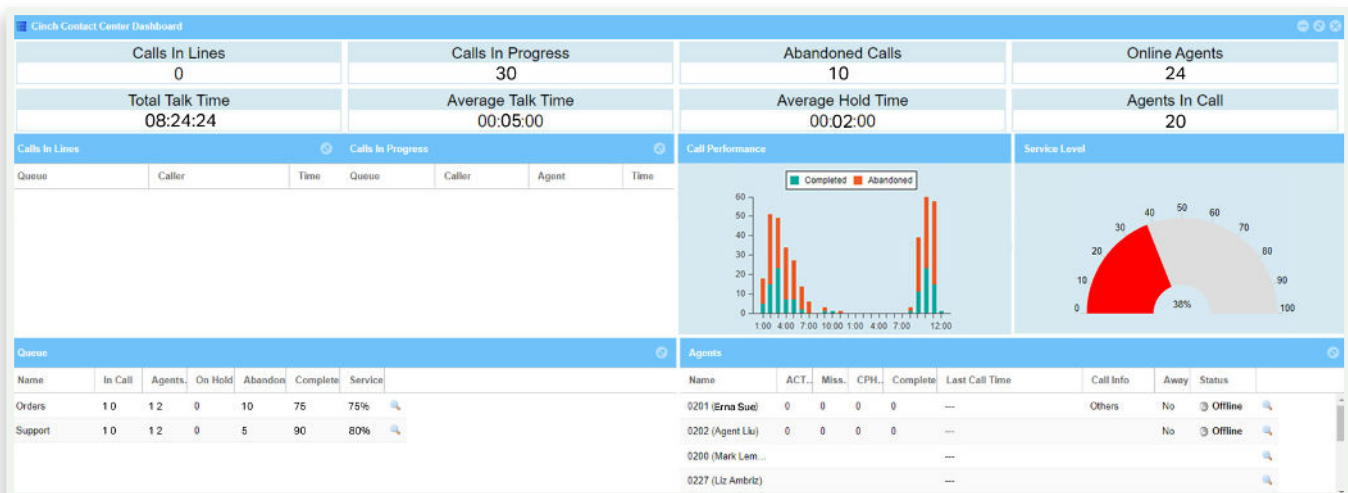 Cinch Contact Center Dashboard
Calls In Lines
0
Calls In Progress
30
Abandoned Calls
10
Online Agents
24
Total Talk Time
08:24:24
Average Talk Time
00:05:00
Average Hold Time
00:02:00
Agents In Call
20
Calls In Lines
Queue Caller Time
Calls In Progress
Queue Caller Agent Time
Call Performance
Completed Abandoned
60
50
40
30
20
10
0
1:00 4:00 7:00 10:00 1:00 4:00 7:00 12:00
Service Level
0 10 20 30 40 50 60 70 80 90 100
38%
Queue
Name In Call Agents. On Hold Abandon Complete Service
Orders 1 0 1 2 0 10 75 75%
Support 1 0 1 2 0 5 90 80%
Agents
Name ACT.. Miss. CPH.. Complete Last Call Time Call Info Away Status
0201 (Erna Sue) 0 0 0 0 --- Others No Offline
0202 (Agent Liu) 0 0 0 0 --- No Offline
0200 (Mark Lem... ---
0227 (Liz Ambriz) ---